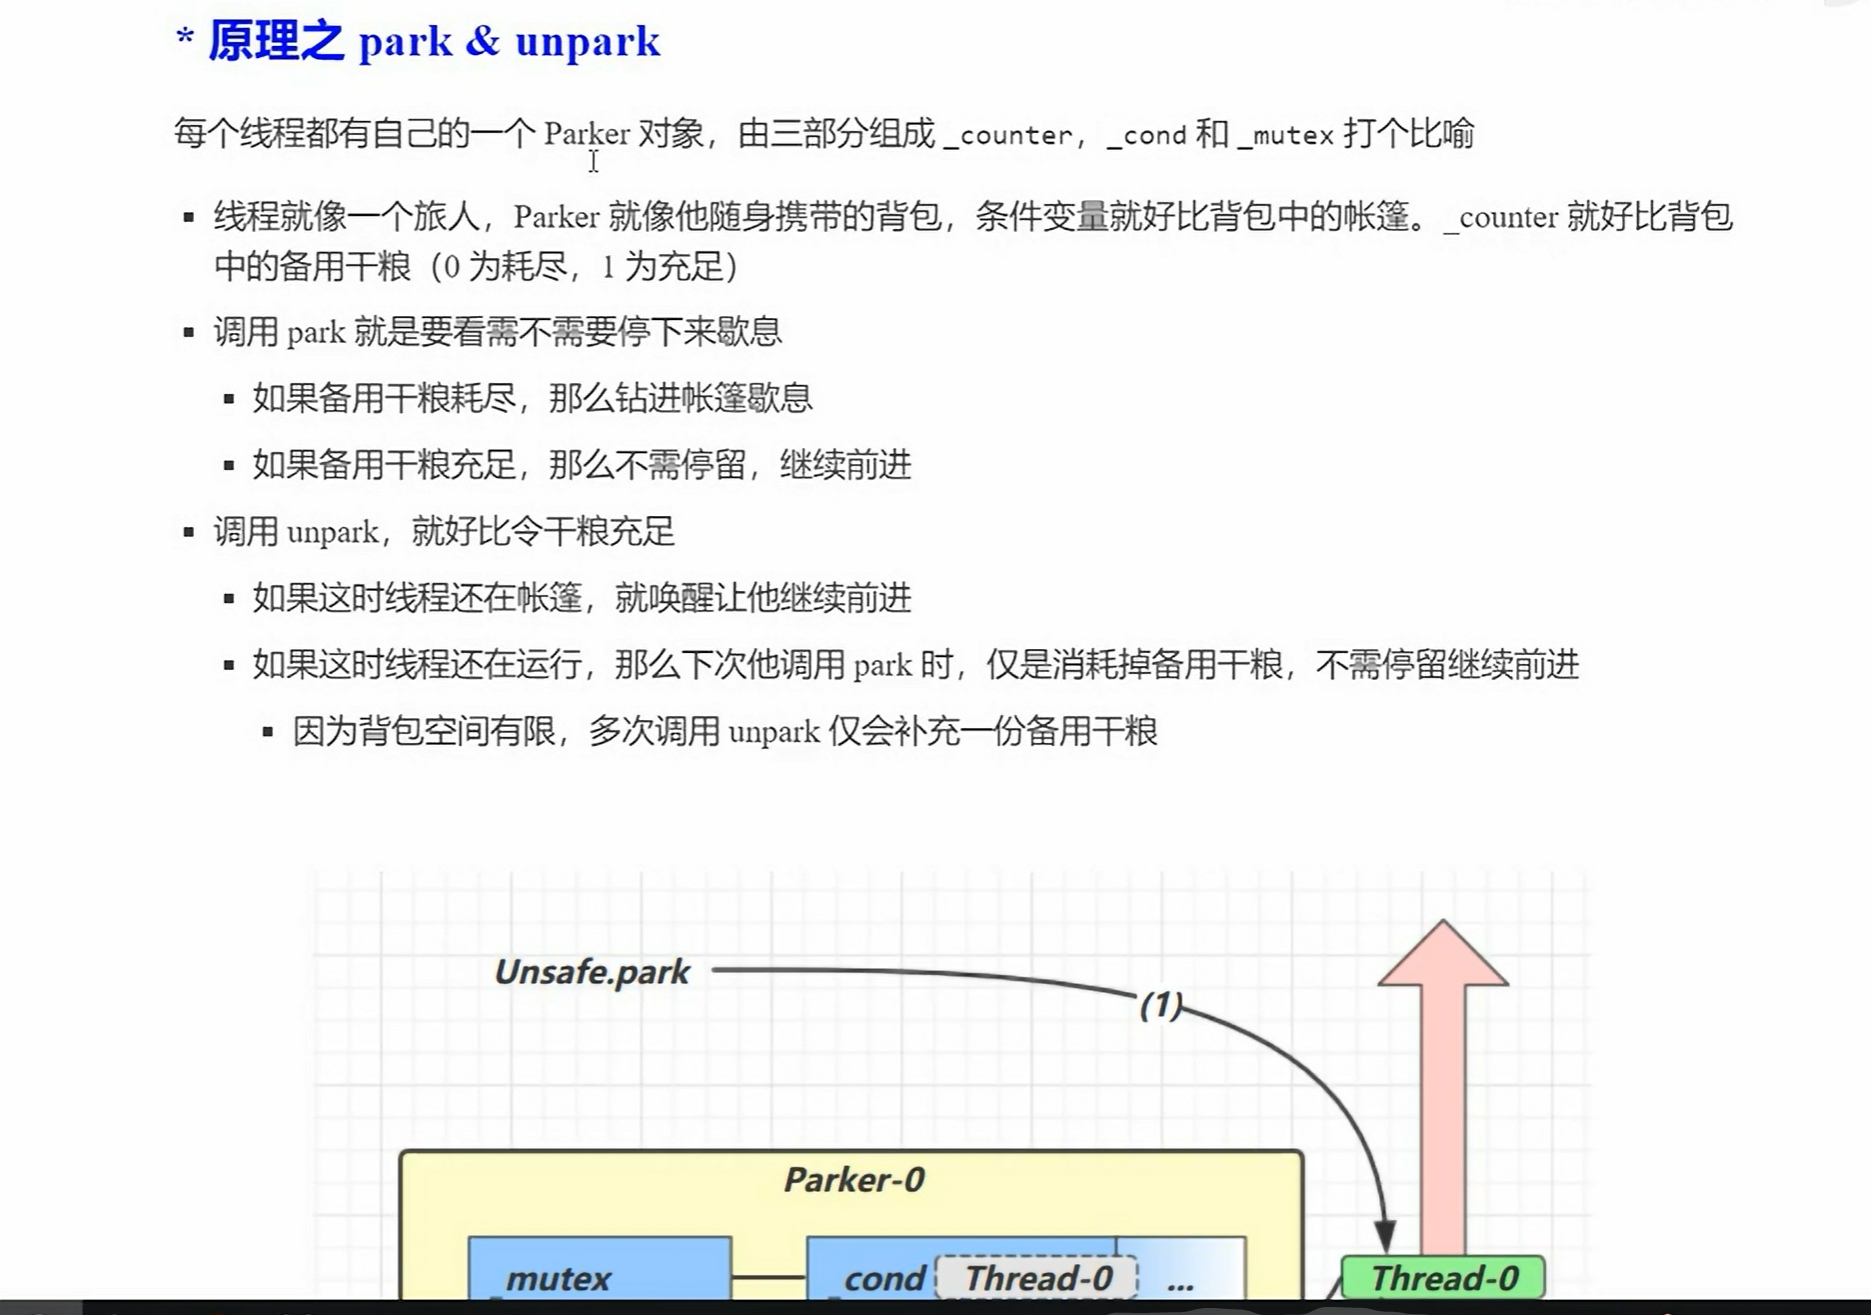 * 原理之 park & unpark
每个线程都有自己的一个 Parker 对象，由三部分组成 _counter，_cond 和 _mutex 打个比喻
线程就像一个旅人，Parker 就像他随身携带的背包，条件变量就好比背包中的帐篷。_counter 就好比背包
中的备用干粮（0 为耗尽，1 为充足）
调用 park 就是要看需不需要停下来歇息
如果备用干粮耗尽，那么钻进帐篷歇息
如果备用干粮充足，那么不需停留，继续前进
调用 unpark，就好比令干粮充足
如果这时线程还在帐篷，就唤醒让他继续前进
如果这时线程还在运行，那么下次他调用 park 时，仅是消耗掉备用干粮，不需停留继续前进
因为背包空间有限，多次调用 unpark 仅会补充一份备用干粮
Unsafe.park
(1)
Parker-0
_mutex
_cond
Thread-0
...
Thread-0